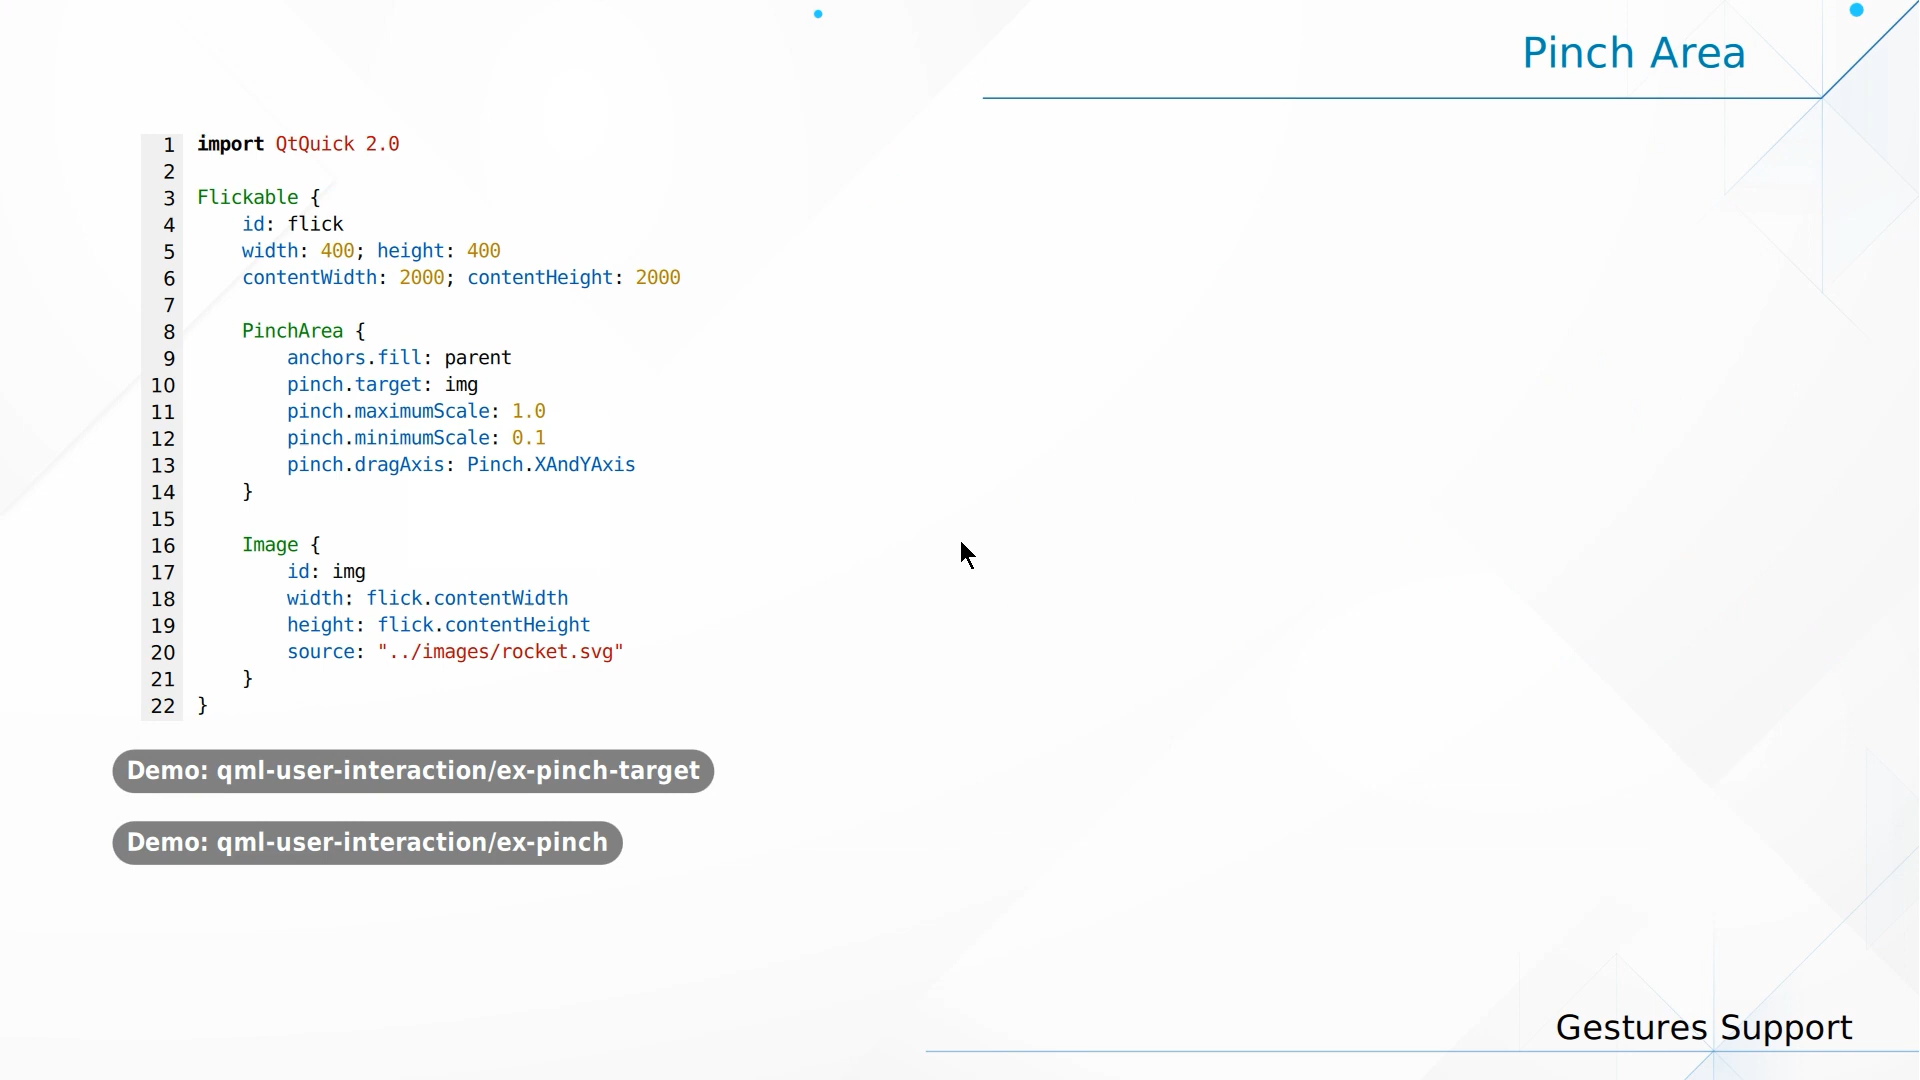 Pinch Area
1 import QtQuick 2.0
2
3 Flickable {
4     id: flick
5     width: 400; height: 400
6     contentWidth: 2000; contentHeight: 2000
7
8     PinchArea {
9         anchors.fill: parent
10         pinch.target: img
11         pinch.maximumScale: 1.0
12         pinch.minimumScale: 0.1
13         pinch.dragAxis: Pinch.XAndYAxis
14     }
15
16     Image {
17         id: img
18         width: flick.contentWidth
19         height: flick.contentHeight
20         source: "../images/rocket.svg"
21     }
22 }
Demo: qml-user-interaction/ex-pinch-target
Demo: qml-user-interaction/ex-pinch
Gestures Support